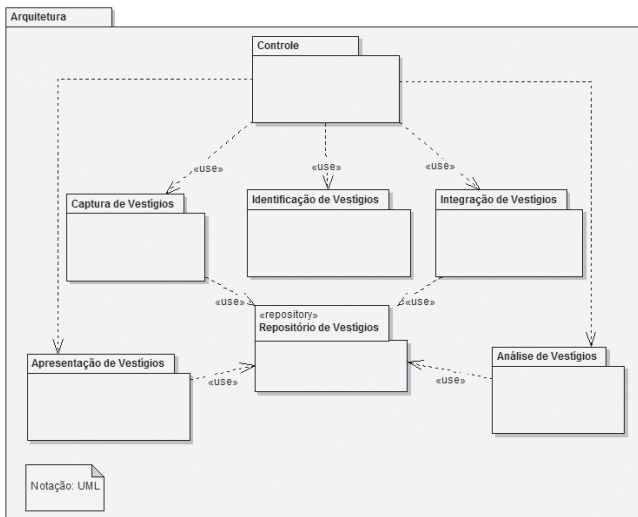 Arquitetura
Controle
«use»
«use»
«use»
Captura de Vestígios
Identificação de Vestígios
Integração de Vestígios
«use»
«use»
«repository»
Repositório de Vestígios
Apresentação de Vestígios
Análise de Vestígios
«use»
«use»
Notação: UML